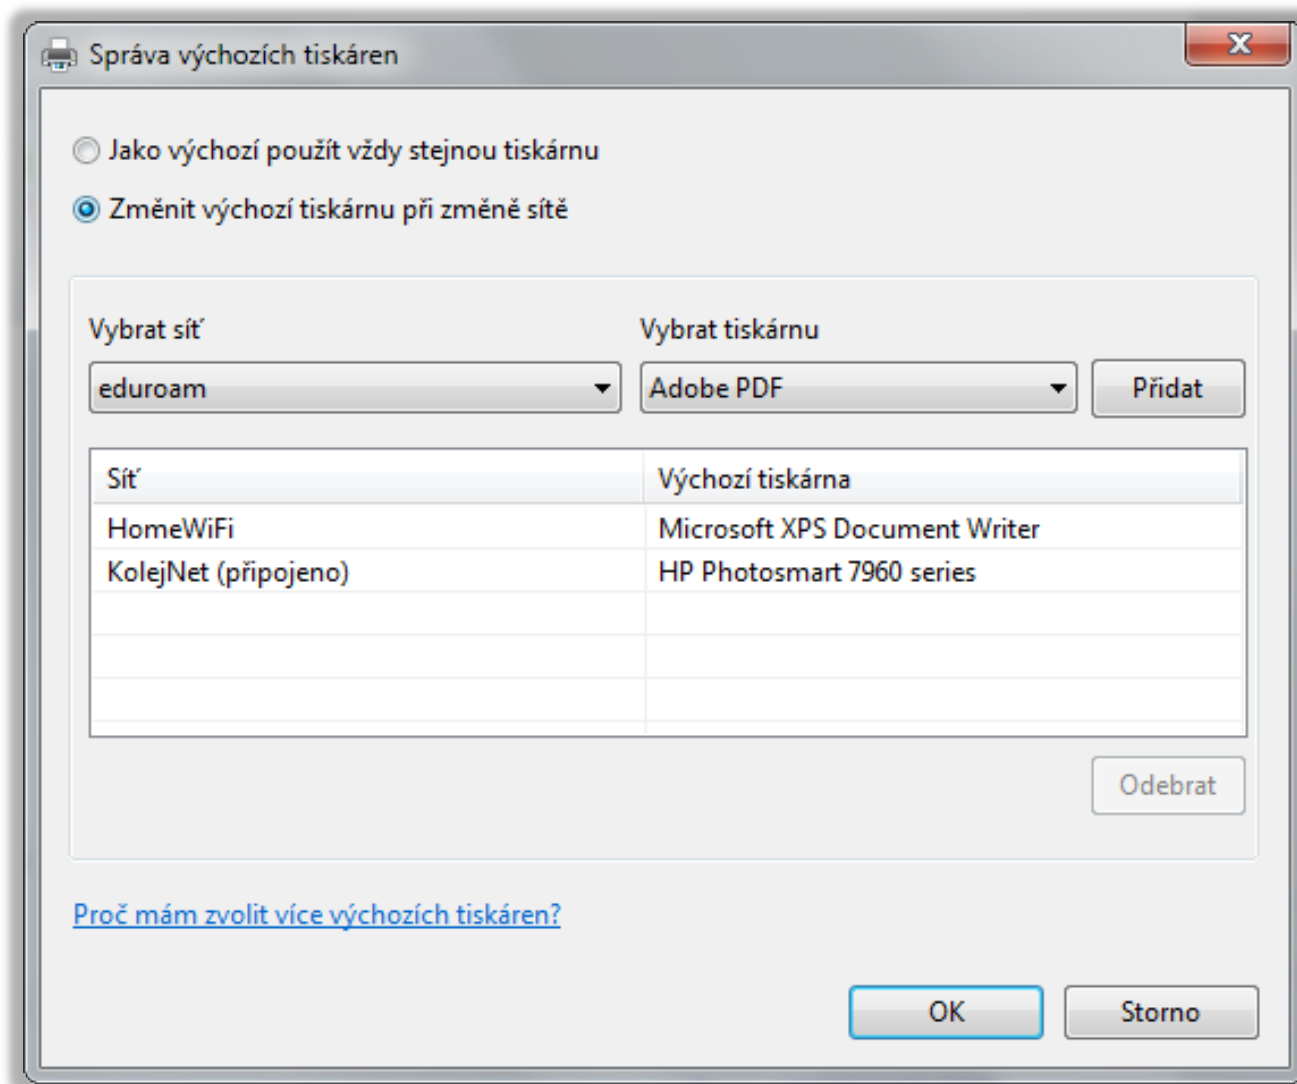 Správa výchozích tiskáren
Jako výchozí použít vždy stejnou tiskárnu
Změnit výchozí tiskárnu při změně sítě
Vybrat síť Vybrat tiskárnu
eduroam Adobe PDF Přidat
Síť Výchozí tiskárna
HomeWiFi Microsoft XPS Document Writer
KolejNet (připojeno) HP Photosmart 7960 series
Odebrat
Proč mám zvolit více výchozích tiskáren?
OK Storno